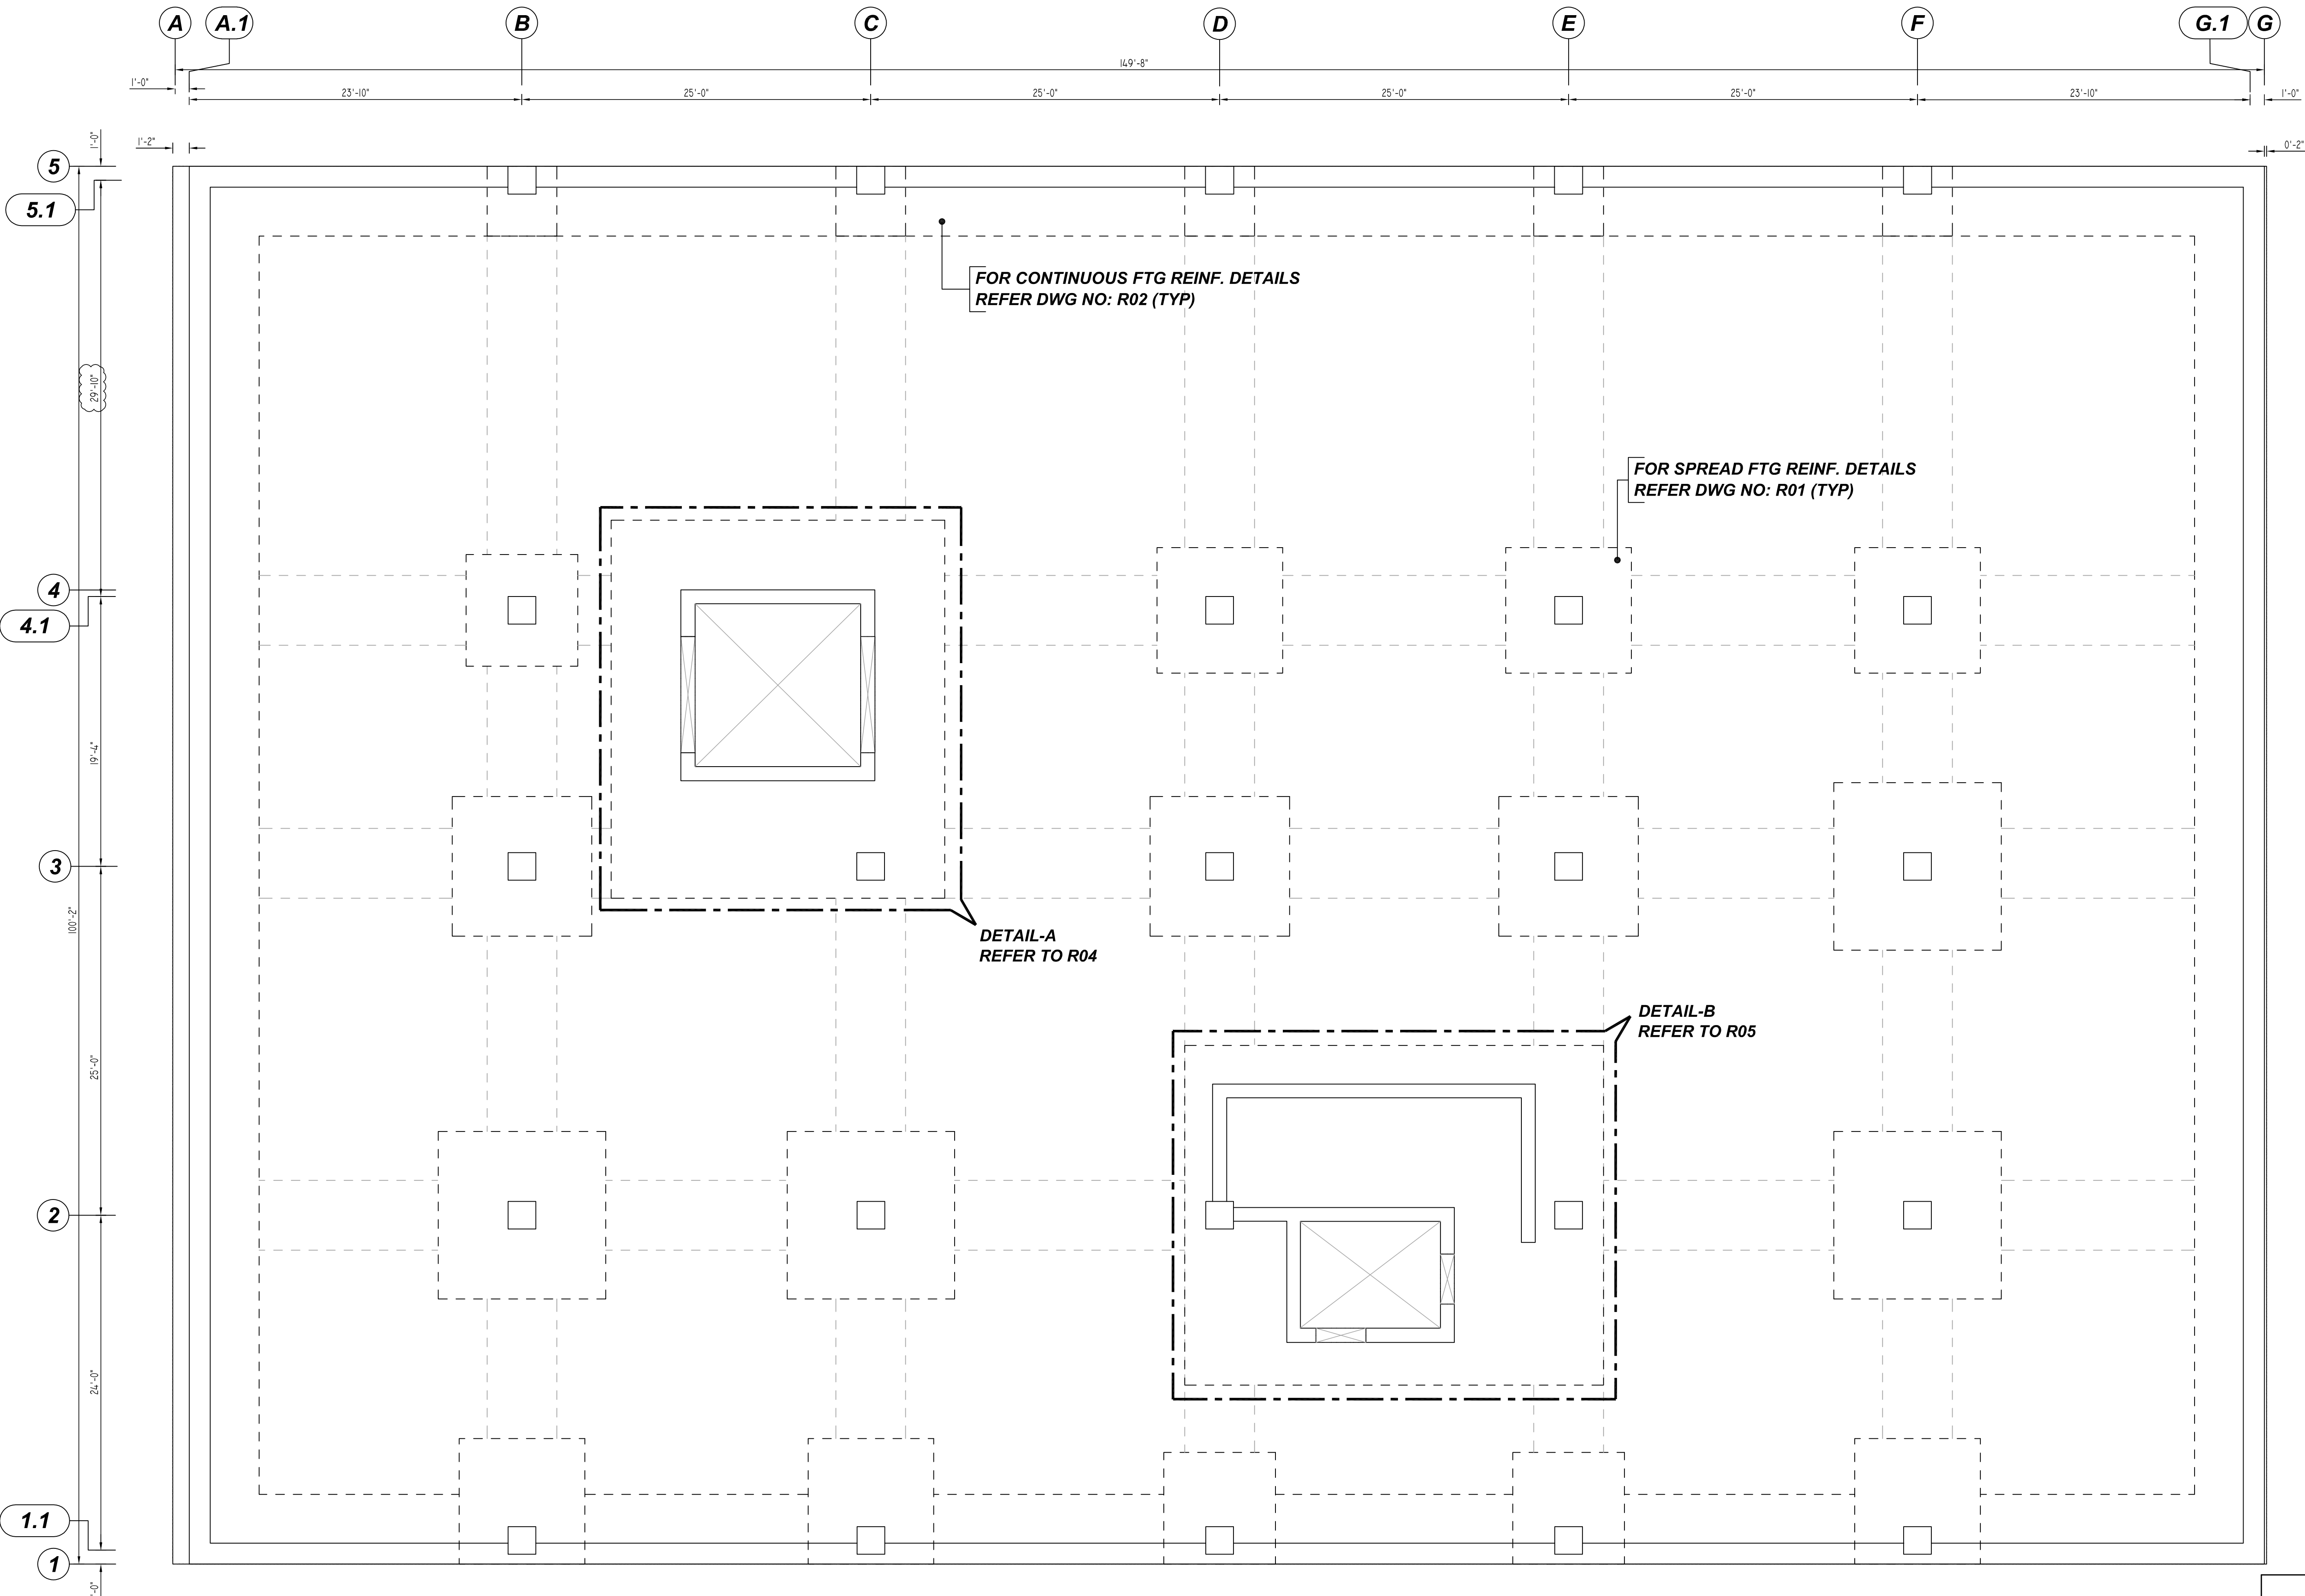 A A.1 B C D E F G.1 G
149'-8"
1'-0" 23'-10" 25'-0" 25'-0" 25'-0" 25'-0" 23'-10" 1'-0"
1'-0"
1'-2" 0'-2"
5
5.1
FOR CONTINUOUS FTG REINF. DETAILS
REFER DWG NO: R02 (TYP)
29'-10"
FOR SPREAD FTG REINF. DETAILS
REFER DWG NO: R01 (TYP)
4
4.1
19'-4"
3
100'-2"
DETAIL-A
REFER TO R04
DETAIL-B
REFER TO R05
25'-0"
2
24'-0"
1.1
1